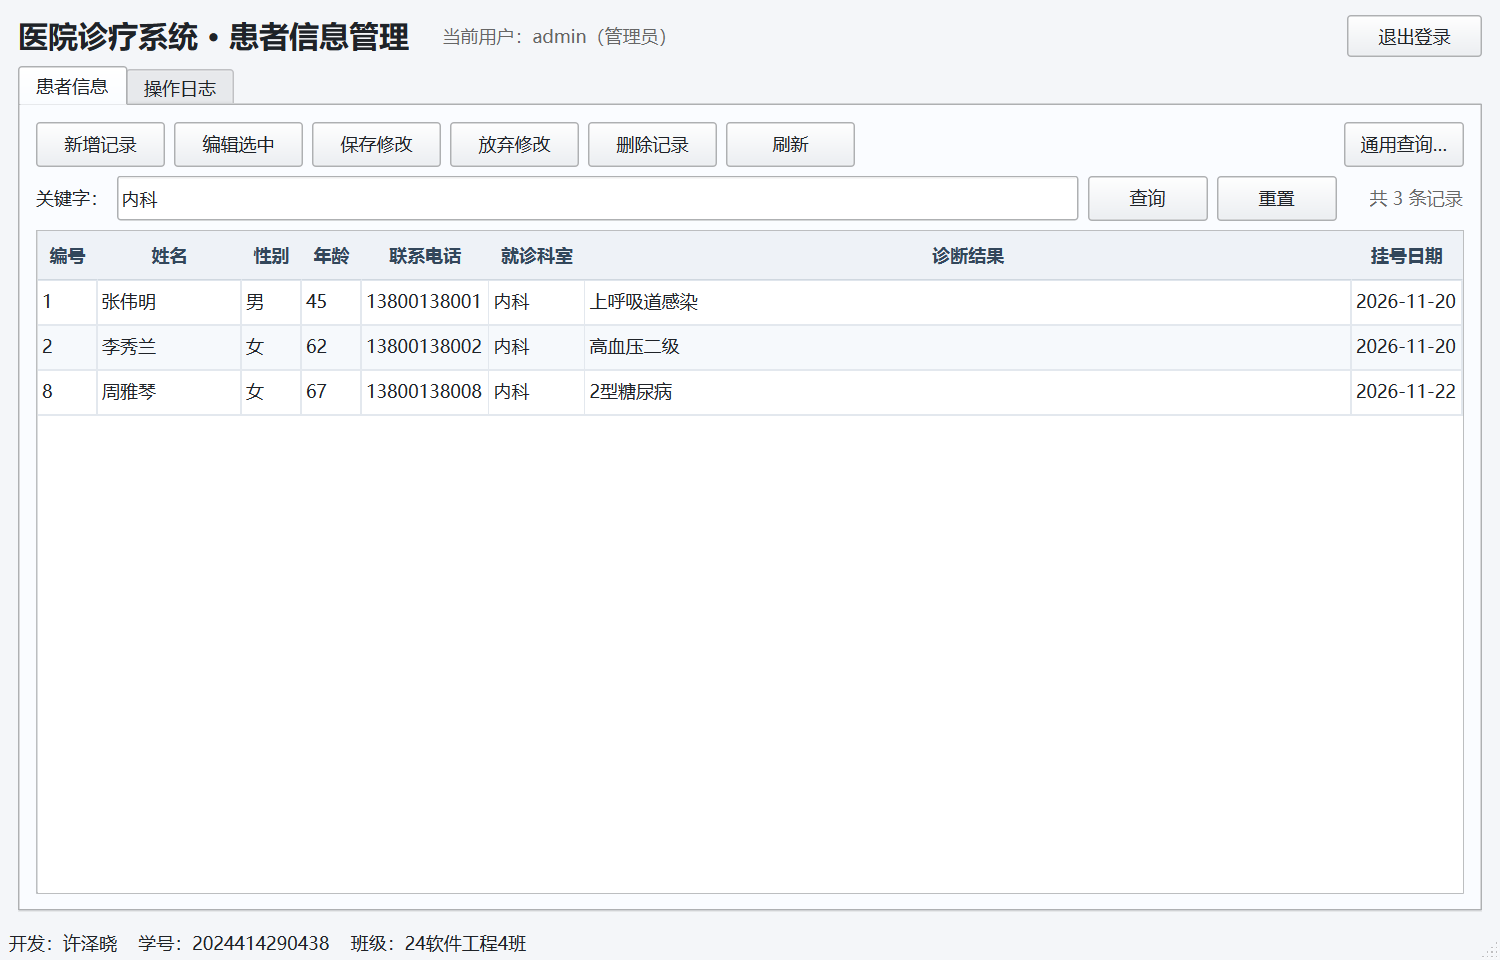 医院诊疗系统 • 患者信息管理 当前用户：admin（管理员） 退出登录
患者信息 操作日志
新增记录 编辑选中 保存修改 放弃修改 删除记录 刷新 通用查询...
关键字： 内科 查询 重置 共 3 条记录
编号 姓名 性别 年龄 联系电话 就诊科室 诊断结果 挂号日期
1 张伟明 男 45 13800138001 内科 上呼吸道感染 2026-11-20
2 李秀兰 女 62 13800138002 内科 高血压二级 2026-11-20
8 周雅琴 女 67 13800138008 内科 2型糖尿病 2026-11-22
开发：许泽晓 学号：2024414290438 班级：24软件工程4班